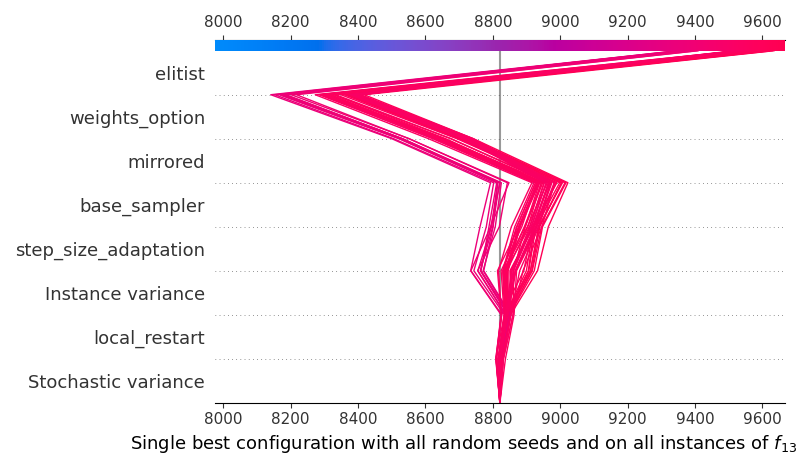 8000 8200 8400 8600 8800 9000 9200 9400 9600
elitist
weights_option
mirrored
base_sampler
step_size_adaptation
Instance variance
local_restart
Stochastic variance
8000 8200 8400 8600 8800 9000 9200 9400 9600
Single best configuration with all random seeds and on all instances of f₁₃